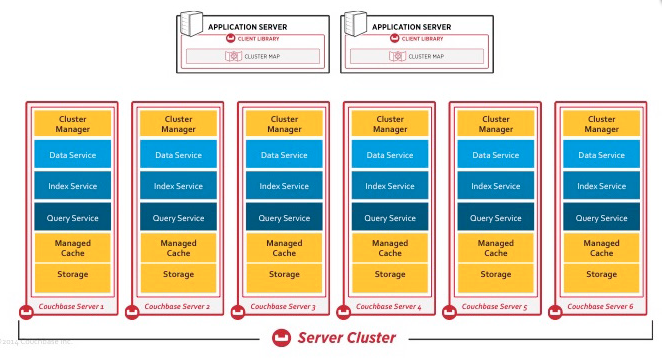 APPLICATION SERVER
CLIENT LIBRARY
CLUSTER MAP
APPLICATION SERVER
CLIENT LIBRARY
CLUSTER MAP
Cluster
Manager
Data Service
Index Service
Query Service
Managed
Cache
Storage
Couchbase Server 1
Cluster
Manager
Data Service
Index Service
Query Service
Managed
Cache
Storage
Couchbase Server 2
Cluster
Manager
Data Service
Index Service
Query Service
Managed
Cache
Storage
Couchbase Server 3
Cluster
Manager
Data Service
Index Service
Query Service
Managed
Cache
Storage
Couchbase Server 4
Cluster
Manager
Data Service
Index Service
Query Service
Managed
Cache
Storage
Couchbase Server 5
Cluster
Manager
Data Service
Index Service
Query Service
Managed
Cache
Storage
Couchbase Server 6
Server Cluster
2014 Couchbase Inc.